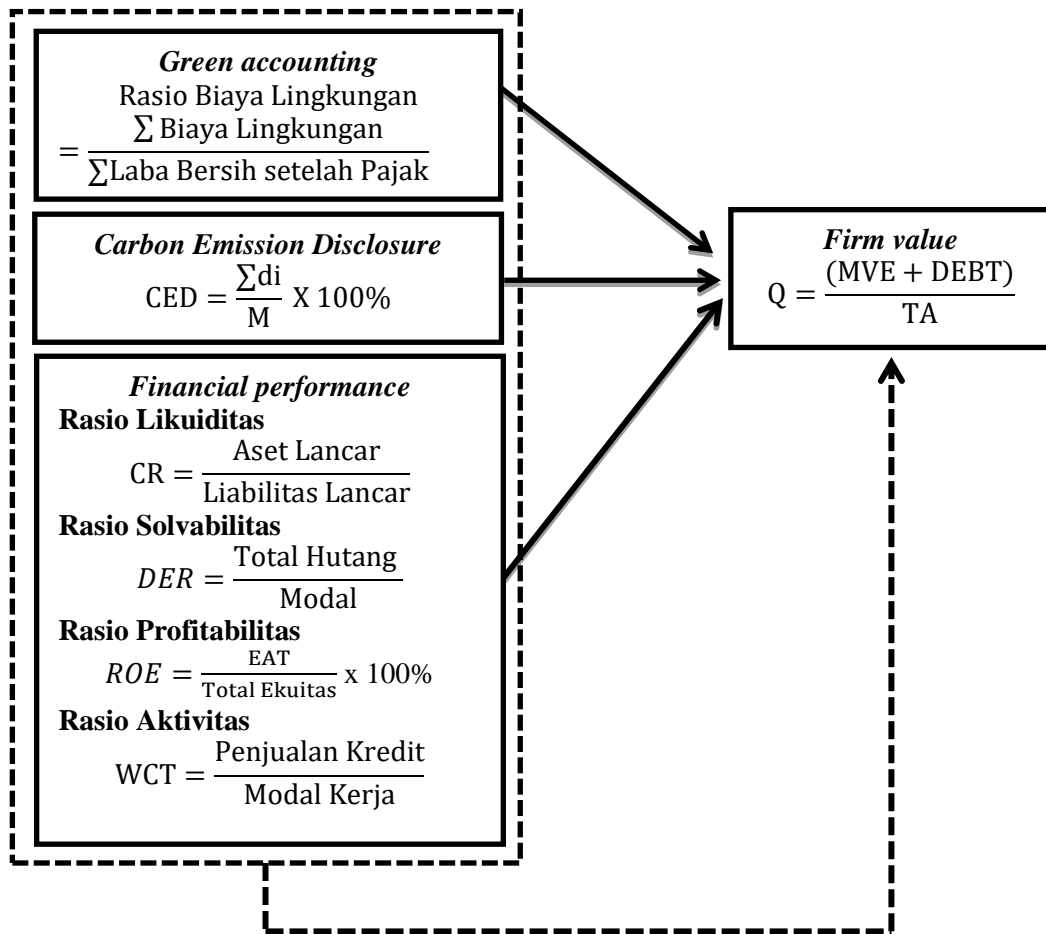 Green accounting
Rasio Biaya Lingkungan
= ∑ Biaya Lingkungan / ∑Laba Bersih setelah Pajak
Carbon Emission Disclosure
CED = ∑di / M X 100%
Financial performance
Rasio Likuiditas
CR = Aset Lancar / Liabilitas Lancar
Rasio Solvabilitas
DER = Total Hutang / Modal
Rasio Profitabilitas
ROE = EAT / Total Ekuitas x 100%
Rasio Aktivitas
WCT = Penjualan Kredit / Modal Kerja
Firm value
Q = (MVE + DEBT) / TA